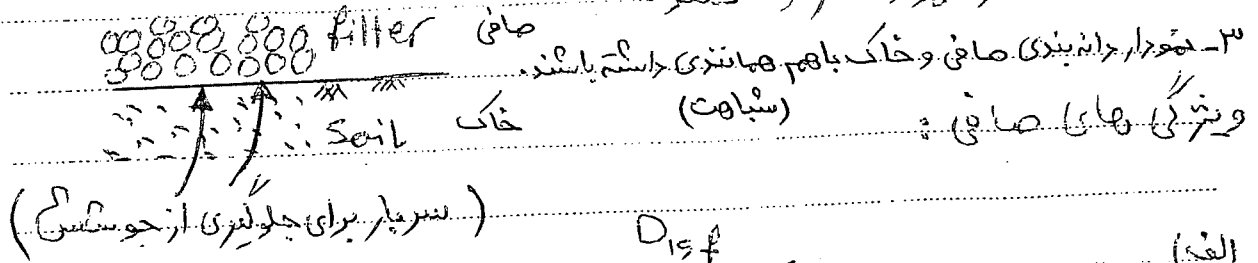 صافی filter
۳- نمودار دانه بندی صافی و خاک باهم همانندی داشته باشند.
(شباهت)
خاک Soil
ویژگی های صافی :
(سربار برای جلوگیری از جوشش)
الف)
D15f